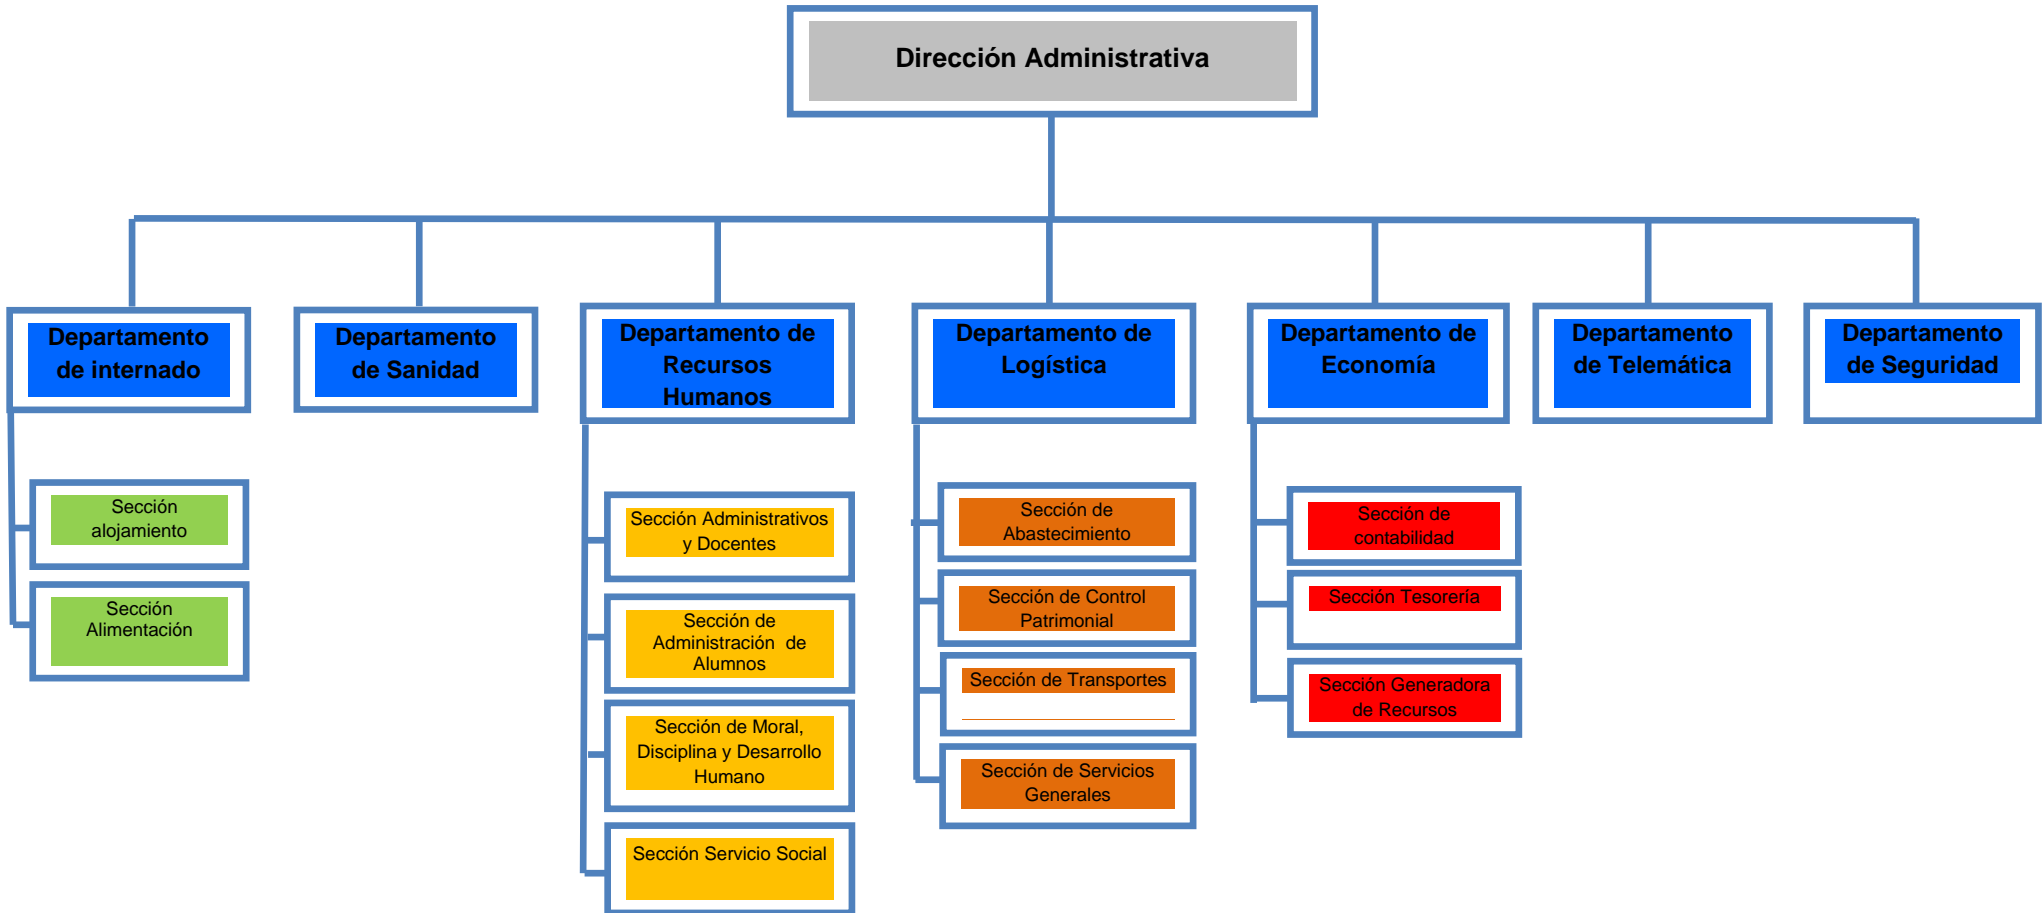 Dirección Administrativa
Departamento
de internado
Departamento
de Sanidad
Departamento de
Recursos
Humanos
Departamento de
Logística
Departamento de
Economía
Departamento
de Telemática
Departamento
de Seguridad
Sección
alojamiento
Sección
Alimentación
Sección Administrativos
y Docentes
Sección de
Administración de
Alumnos
Sección de Moral,
Disciplina y Desarrollo
Humano
Sección Servicio Social
Sección de
Abastecimiento
Sección de Control
Patrimonial
Sección de Transportes
Sección de Servicios
Generales
Sección de
contabilidad
Sección Tesorería
Sección Generadora
de Recursos